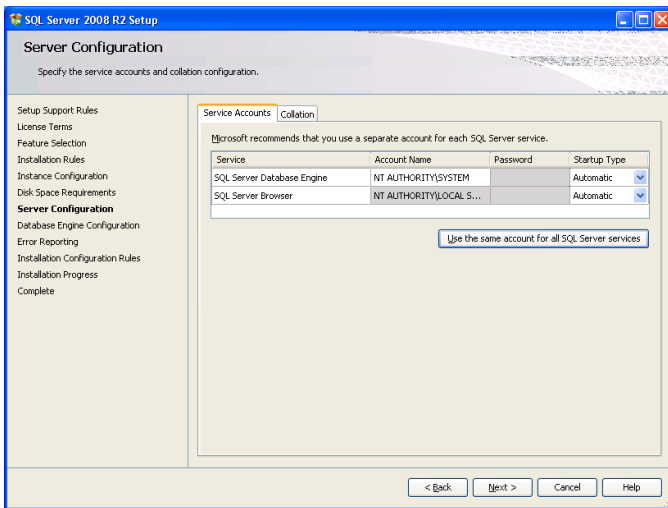 SQL Server 2008 R2 Setup
Server Configuration
Specify the service accounts and collation configuration.
Setup Support Rules
License Terms
Feature Selection
Installation Rules
Instance Configuration
Disk Space Requirements
Server Configuration
Database Engine Configuration
Error Reporting
Installation Configuration Rules
Installation Progress
Complete
Service Accounts Collation
Microsoft recommends that you use a separate account for each SQL Server service.
Service Account Name Password Startup Type
SQL Server Database Engine NT AUTHORITY\SYSTEM Automatic
SQL Server Browser NT AUTHORITY\LOCAL S... Automatic
Use the same account for all SQL Server services
< Back Next > Cancel Help